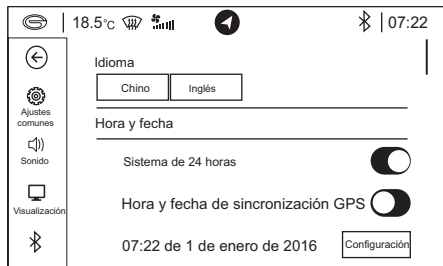 18.5°C
07:22
Idioma
Chino
Inglés
Ajustes
comunes
Hora y fecha
Sonido
Sistema de 24 horas
Visualización
Hora y fecha de sincronización GPS
07:22 de 1 de enero de 2016
Configuración